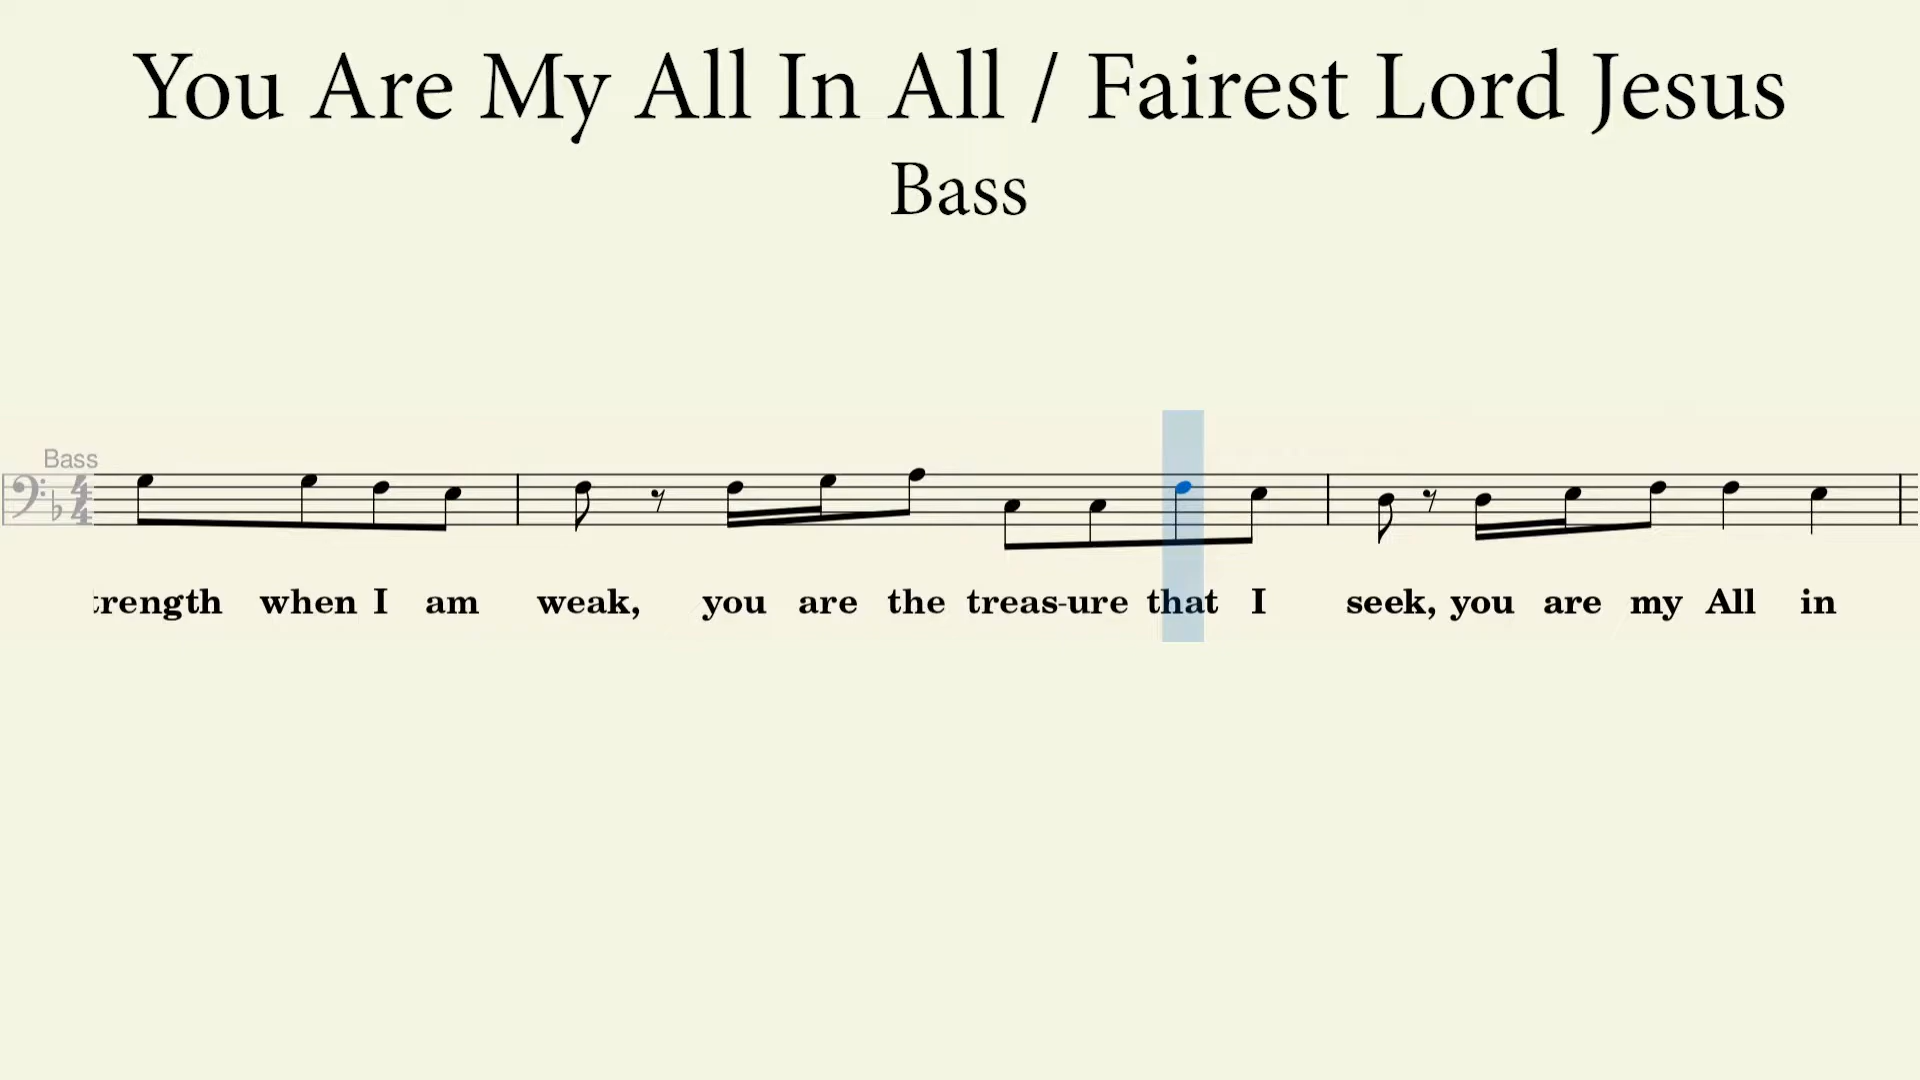 You Are My All In All / Fairest Lord Jesus
Bass
Bass
trength when I am weak, you are the treas-ure that I seek, you are my All in